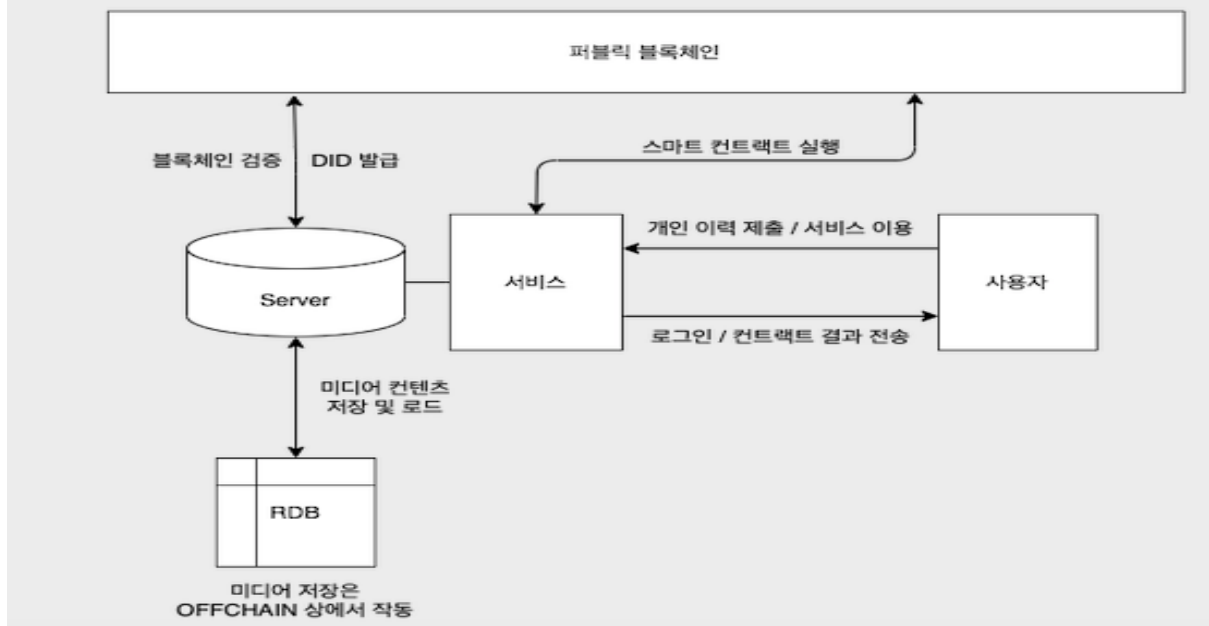 퍼블릭 블록체인
스마트 컨트랙트 실행
블록체인 검증
DID 발급
개인 이력 제출 / 서비스 이용
서비스
사용자
Server
로그인 / 컨트랙트 결과 전송
미디어 컨텐츠
저장 및 로드
RDB
미디어 저장은
OFFCHAIN 상에서 작동